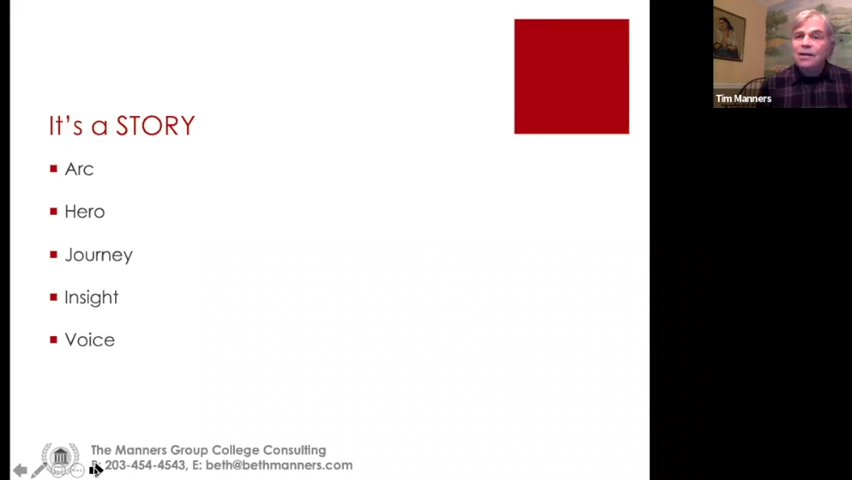 It's a STORY
Arc
Hero
Journey
Insight
Voice
The Manners Group College Consulting
203-454-4543, E: beth@bethmanners.com
Tim Manners